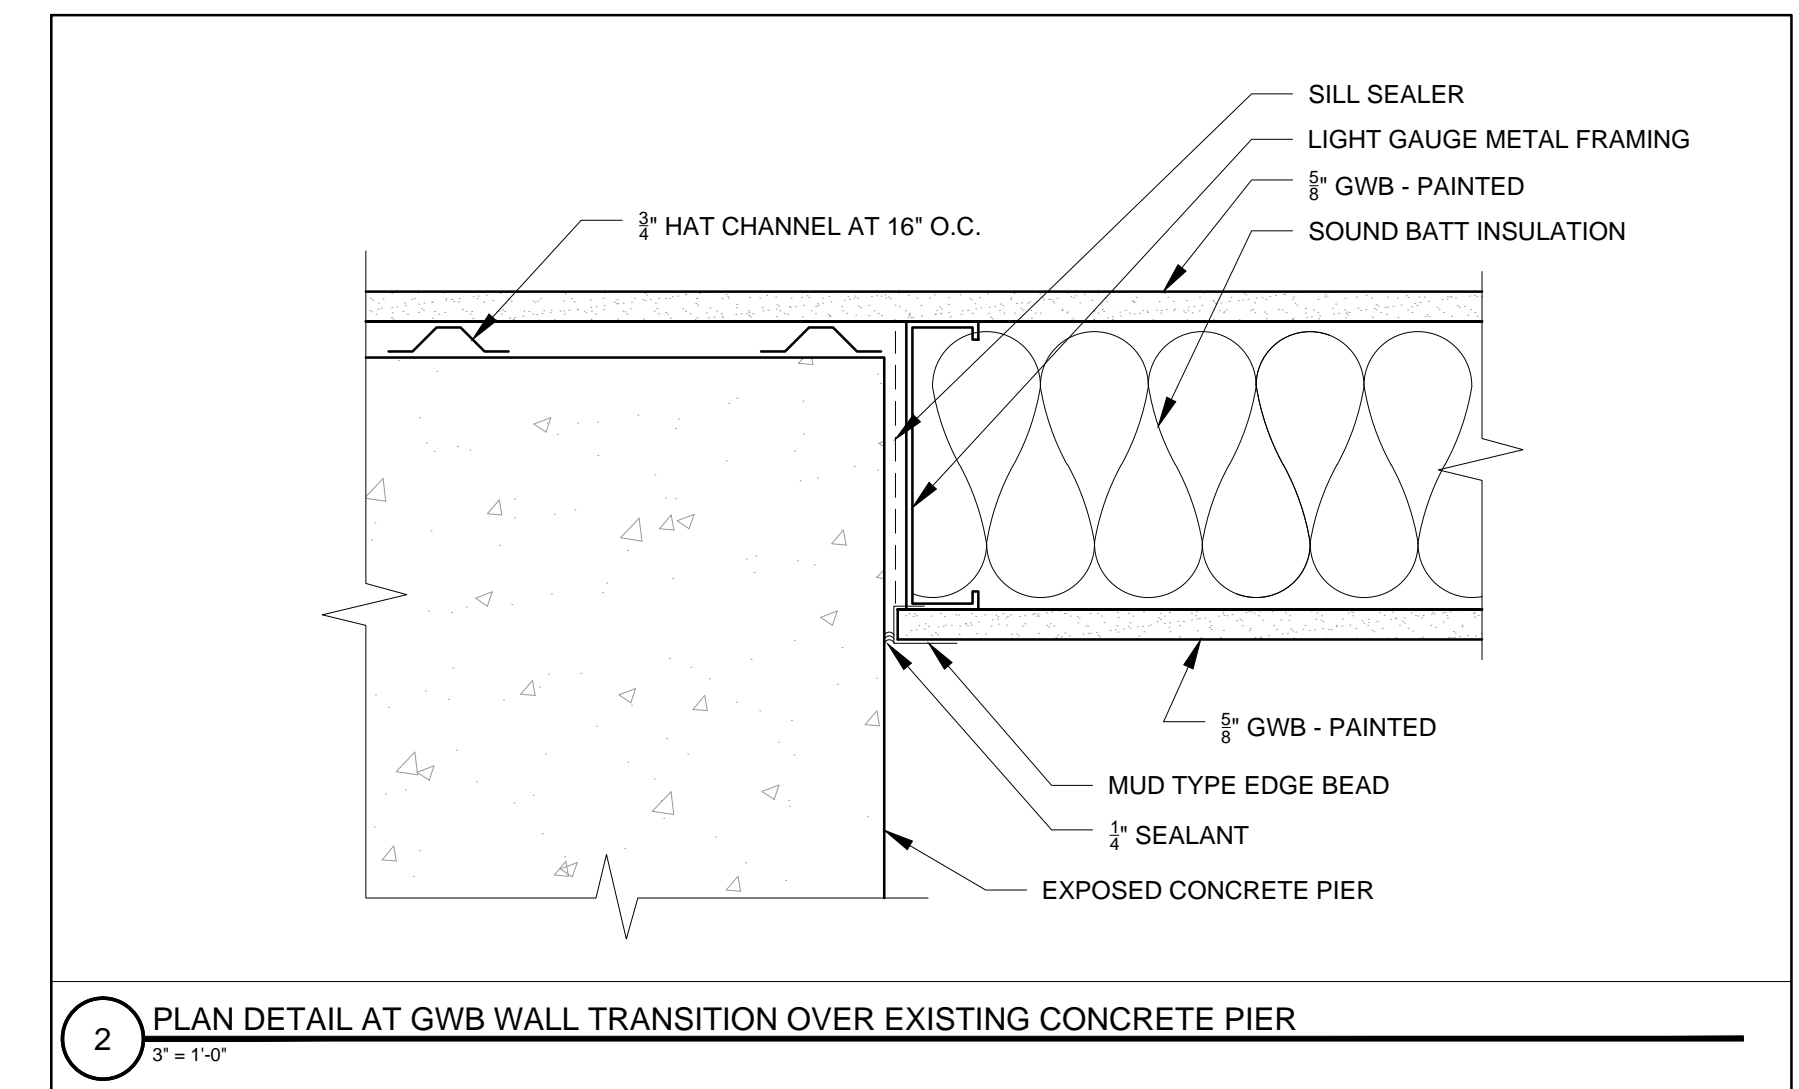 SILL SEALER
LIGHT GAUGE METAL FRAMING
5/8" GWB - PAINTED
SOUND BATT INSULATION
3/4" HAT CHANNEL AT 16" O.C.
5/8" GWB - PAINTED
MUD TYPE EDGE BEAD
1/4" SEALANT
EXPOSED CONCRETE PIER
2
PLAN DETAIL AT GWB WALL TRANSITION OVER EXISTING CONCRETE PIER
3" = 1'-0"